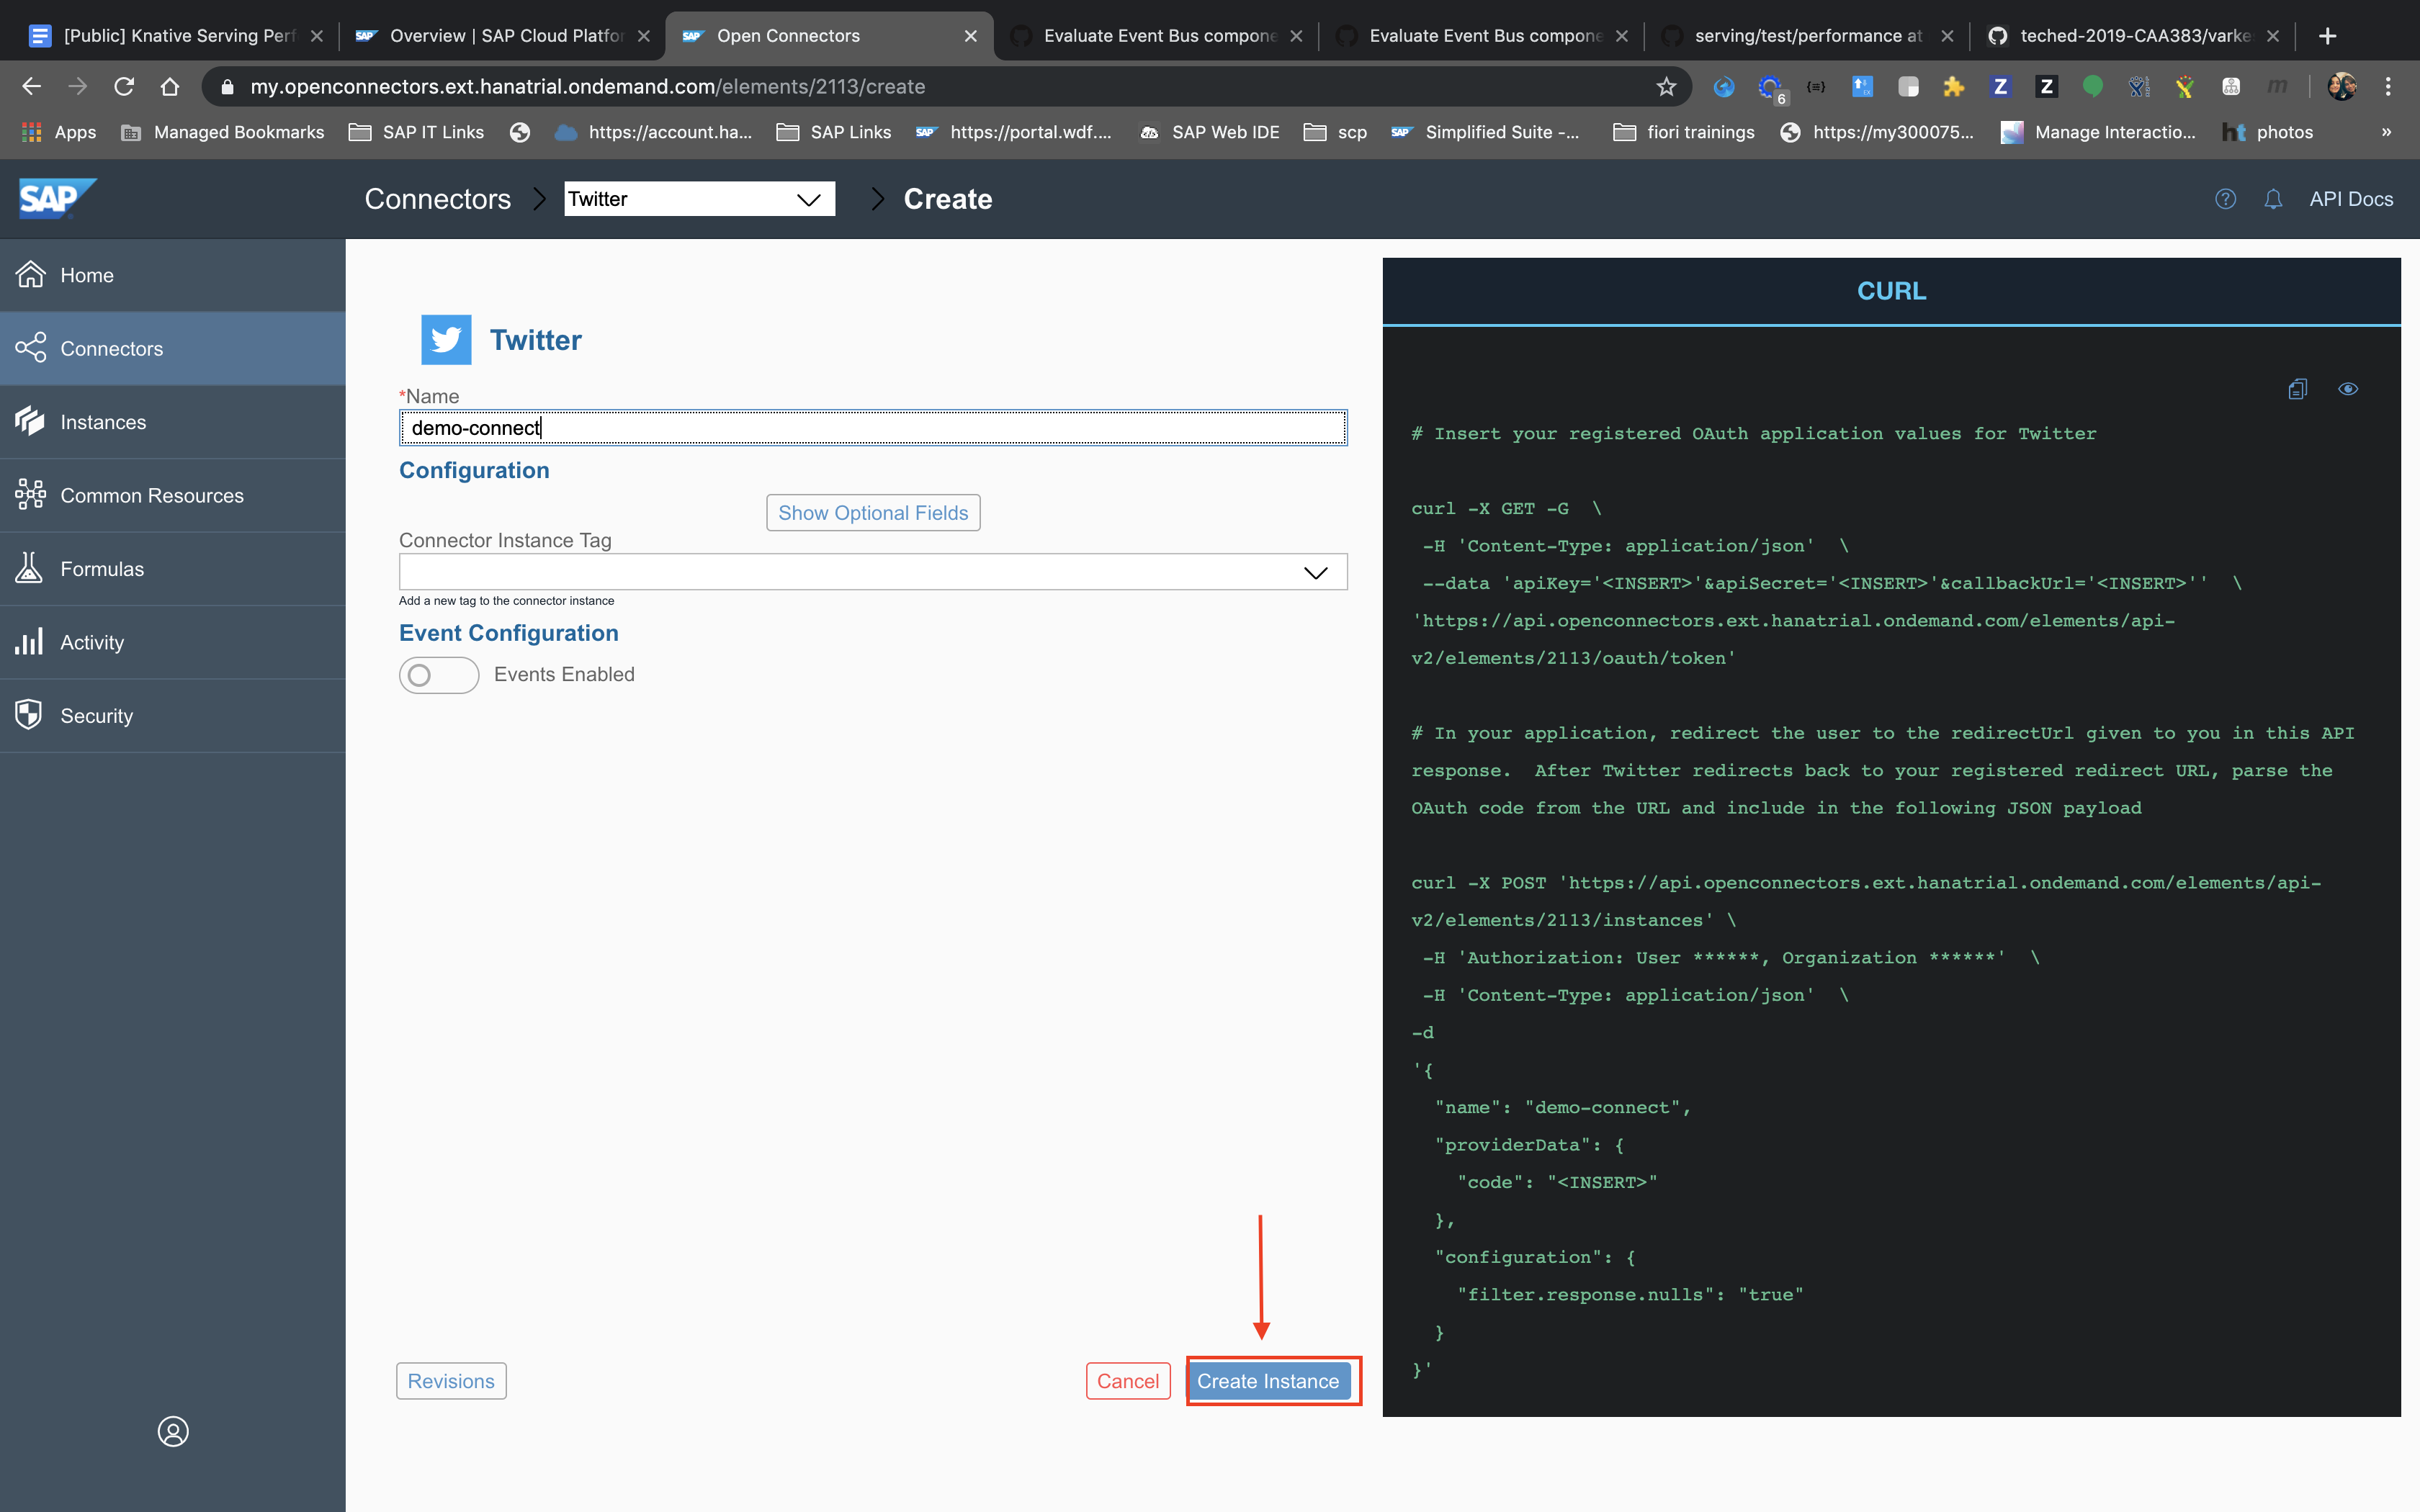 [Public] Knative Serving Perf
SAP Overview | SAP Cloud Platfor
SAP Open Connectors
Evaluate Event Bus compone
Evaluate Event Bus compone
serving/test/performance at
teched-2019-CAA383/varke
my.openconnectors.ext.hanatrial.ondemand.com/elements/2113/create
6
Z
Z
m
Apps
Managed Bookmarks
SAP IT Links
https://account.ha...
SAP Links
SAP https://portal.wdf....
SAP Web IDE
scp
SAP Simplified Suite -...
fiori trainings
https://my300075...
Manage Interactio...
ht photos
»
SAP
Connectors
Twitter
Create
?
API Docs
Home
Connectors
Instances
Common Resources
Formulas
Activity
Security
Twitter
*Name
demo-connect
Configuration
Show Optional Fields
Connector Instance Tag
Add a new tag to the connector instance
Event Configuration
Events Enabled
Revisions
Cancel
Create Instance
CURL
# Insert your registered OAuth application values for Twitter
curl -X GET -G \
-H 'Content-Type: application/json' \
--data 'apiKey='<INSERT>'&apiSecret='<INSERT>'&callbackUrl='<INSERT>'' \
'https://api.openconnectors.ext.hanatrial.ondemand.com/elements/api-
v2/elements/2113/oauth/token'
# In your application, redirect the user to the redirectUrl given to you in this API
response. After Twitter redirects back to your registered redirect URL, parse the
OAuth code from the URL and include in the following JSON payload
curl -X POST 'https://api.openconnectors.ext.hanatrial.ondemand.com/elements/api-
v2/elements/2113/instances' \
-H 'Authorization: User ******, Organization ******' \
-H 'Content-Type: application/json' \
-d
'{
"name": "demo-connect",
"providerData": {
"code": "<INSERT>"
},
"configuration": {
"filter.response.nulls": "true"
}
}'